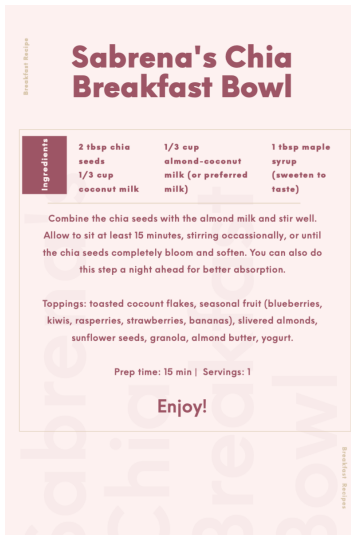 Breakfast Recipe
Sabrena's Chia
Breakfast Bowl
Ingredients
2 tbsp chia
seeds
1/3 cup
coconut milk
1/3 cup
almond-coconut
milk (or preferred
milk)
1 tbsp maple
syrup
(sweeten to
taste)
Combine the chia seeds with the almond milk and stir well.
Allow to sit at least 15 minutes, stirring occassionally, or until
the chia seeds completely bloom and soften. You can also do
this step a night ahead for better absorption.
Toppings: toasted cocount flakes, seasonal fruit (blueberries,
kiwis, rasperries, strawberries, bananas), slivered almonds,
sunflower seeds, granola, almond butter, yogurt.
Prep time: 15 min | Servings: 1
Enjoy!
Sabrena's
Chia
Breakfast
Bowl
Breakfast Recipes